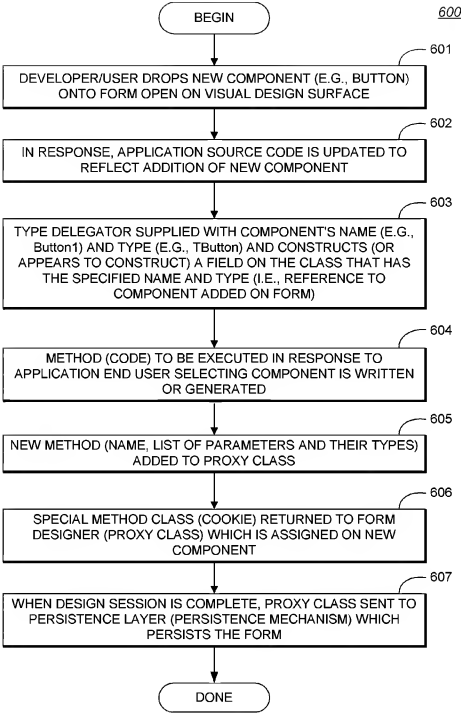 BEGIN
600
601
DEVELOPER/USER DROPS NEW COMPONENT (E.G., BUTTON)
ONTO FORM OPEN ON VISUAL DESIGN SURFACE
602
IN RESPONSE, APPLICATION SOURCE CODE IS UPDATED TO
REFLECT ADDITION OF NEW COMPONENT
603
TYPE DELEGATOR SUPPLIED WITH COMPONENT'S NAME (E.G.,
Button1) AND TYPE (E.G., TButton) AND CONSTRUCTS (OR
APPEARS TO CONSTRUCT) A FIELD ON THE CLASS THAT HAS
THE SPECIFIED NAME AND TYPE (I.E., REFERENCE TO
COMPONENT ADDED ON FORM)
604
METHOD (CODE) TO BE EXECUTED IN RESPONSE TO
APPLICATION END USER SELECTING COMPONENT IS WRITTEN
OR GENERATED
605
NEW METHOD (NAME, LIST OF PARAMETERS AND THEIR TYPES)
ADDED TO PROXY CLASS
606
SPECIAL METHOD CLASS (COOKIE) RETURNED TO FORM
DESIGNER (PROXY CLASS) WHICH IS ASSIGNED ON NEW
COMPONENT
607
WHEN DESIGN SESSION IS COMPLETE, PROXY CLASS SENT TO
PERSISTENCE LAYER (PERSISTENCE MECHANISM) WHICH
PERSISTS THE FORM
DONE